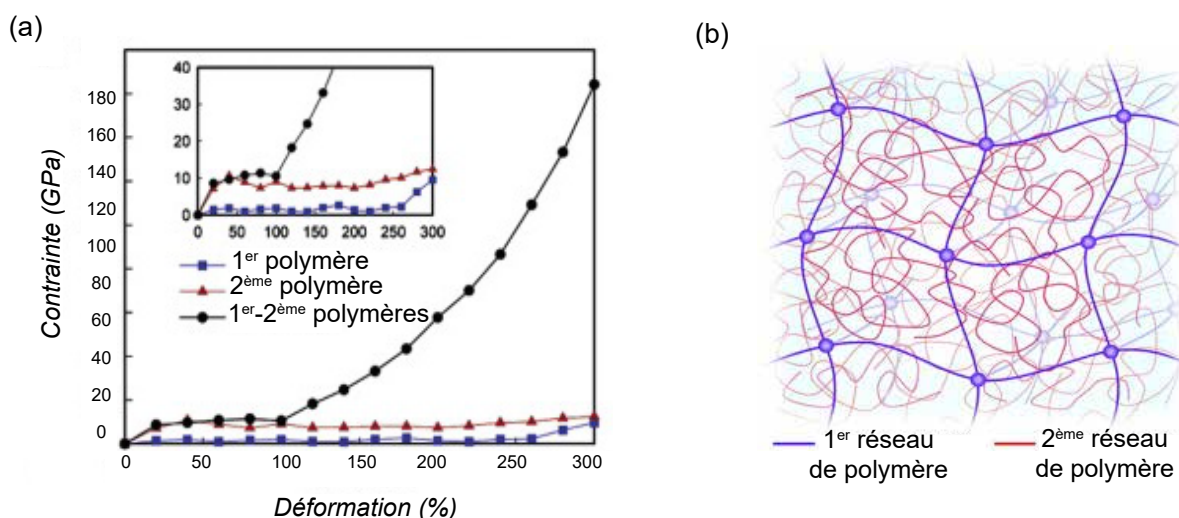 (a)
Contrainte (GPa)
180
160
140
120
100
80
60
40
20
0
40
30
20
10
0
0 50 100 150 200 250 300
1er polymère
2ème polymère
1er-2ème polymères
0 50 100 150 200 250 300
Déformation (%)
(b)
1er réseau de polymère
2ème réseau de polymère